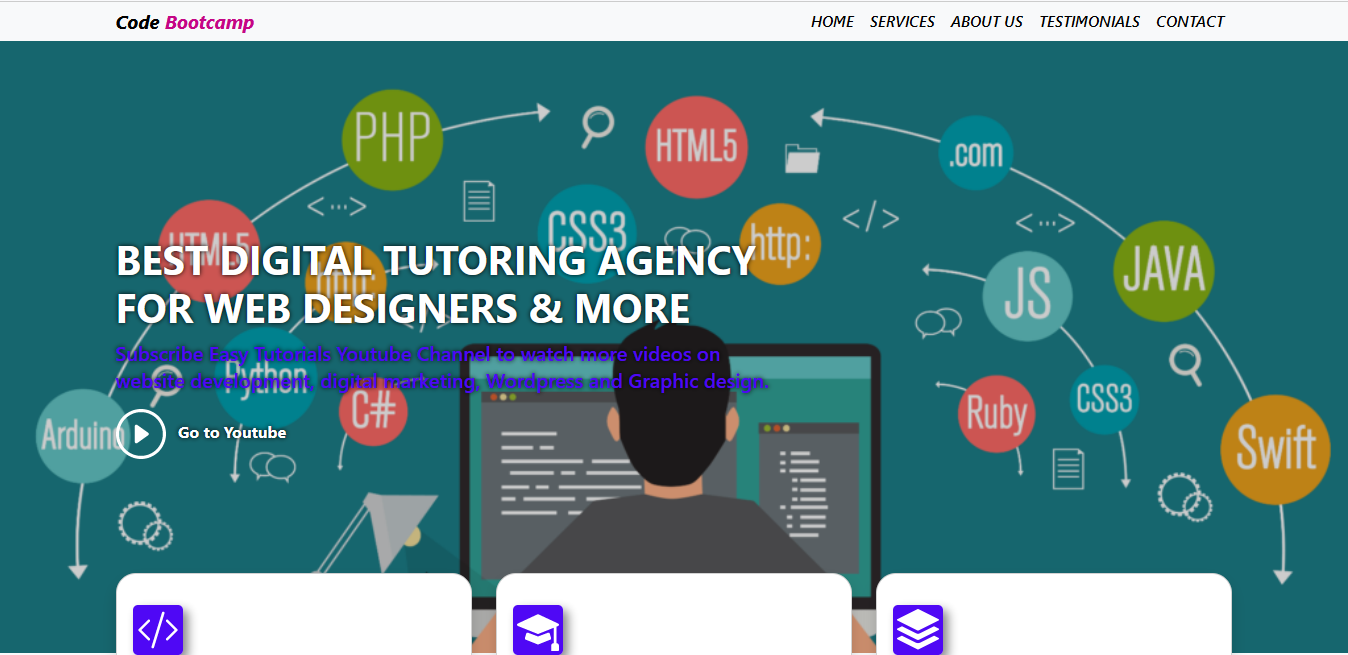 Code Bootcamp
HOME SERVICES ABOUT US TESTIMONIALS CONTACT
PHP
HTML5
.com
HTML5
CSS3
http:
JAVA
BEST DIGITAL TUTORING AGENCY
FOR WEB DESIGNERS & MORE
JS
Subscribe Easy Tutorials Youtube Channel to watch more videos on
website development, digital marketing, Wordpress and Graphic design.
Python
C#
Ruby
CSS3
Arduino
Go to Youtube
Swift